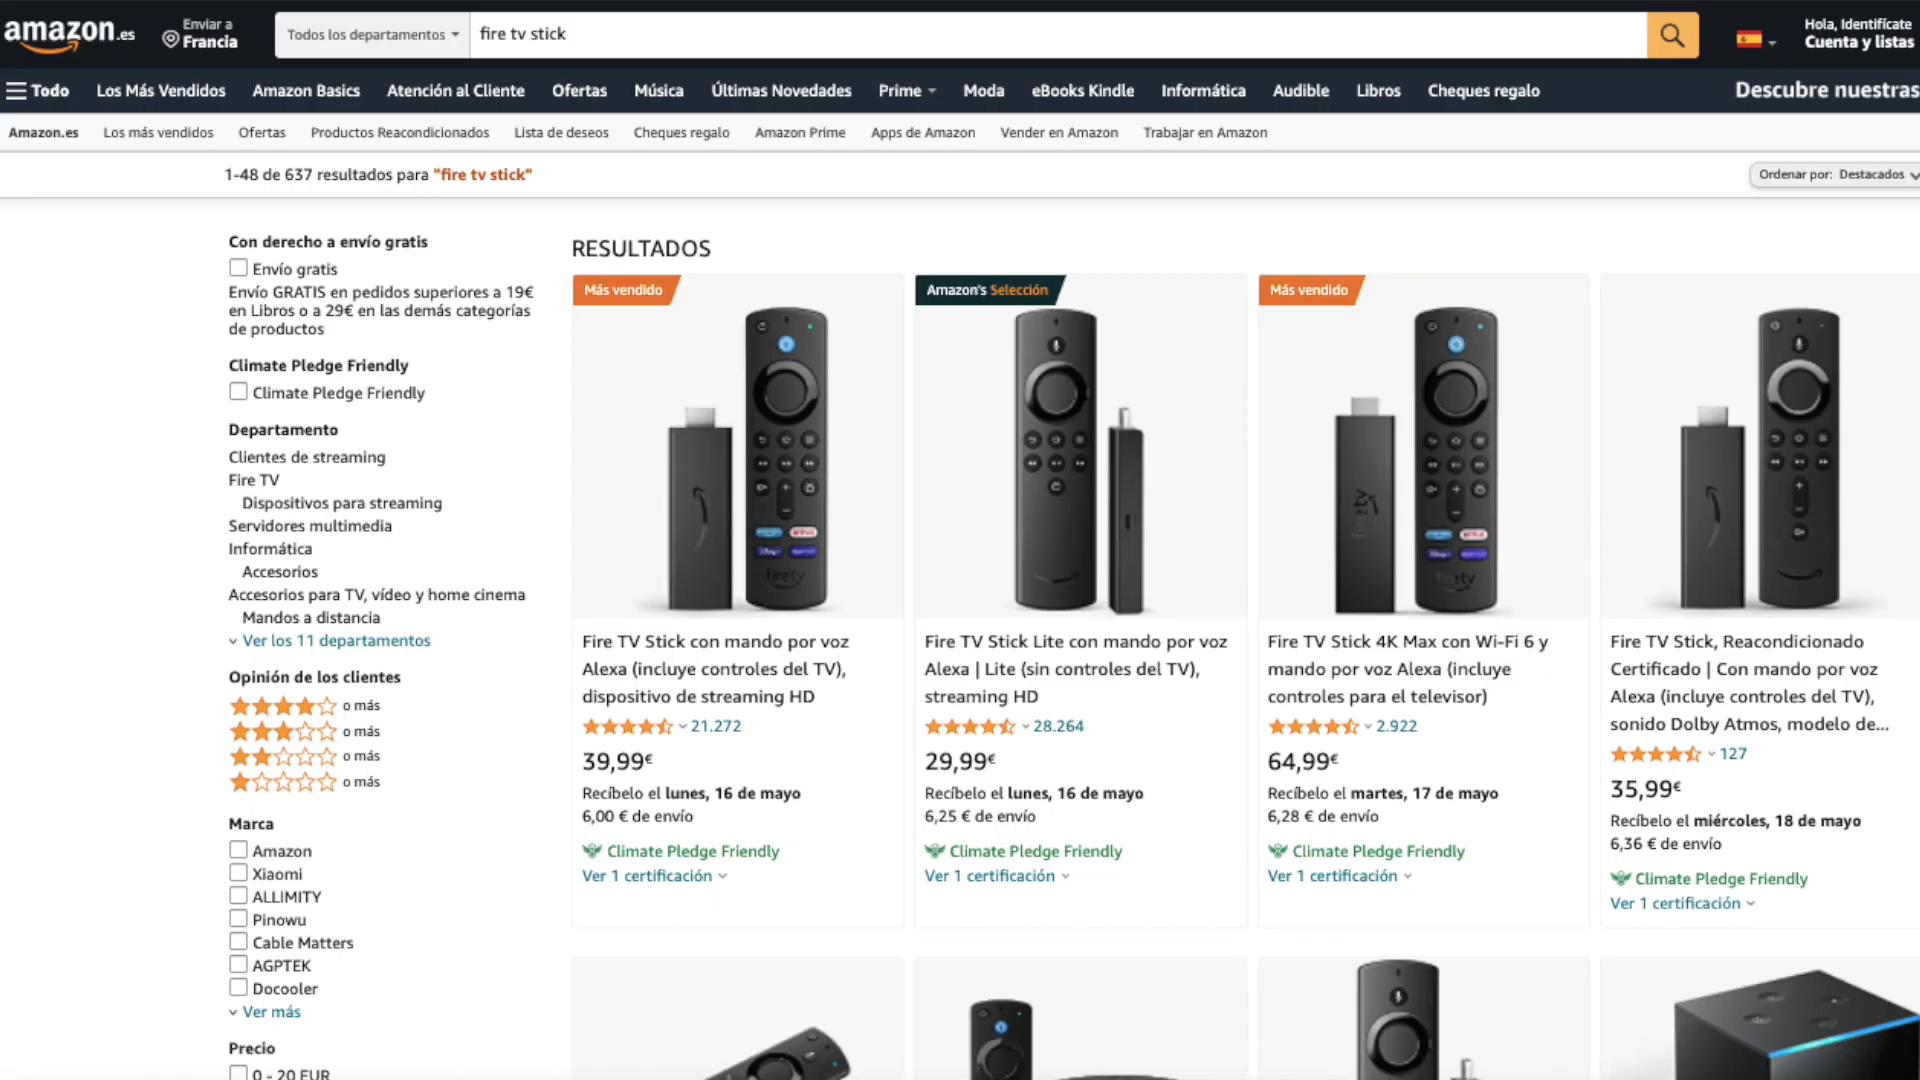 amazon.es
Enviar a
Francia
Todos los departamentos
fire tv stick
Hola, Identifícate
Cuenta y listas
Todo
Los Más Vendidos
Amazon Basics
Atención al Cliente
Ofertas
Música
Últimas Novedades
Prime
Moda
eBooks Kindle
Informática
Audible
Libros
Cheques regalo
Descubre nuestras
Amazon.es
Los más vendidos
Ofertas
Productos Reacondicionados
Lista de deseos
Cheques regalo
Amazon Prime
Apps de Amazon
Vender en Amazon
Trabajar en Amazon
1-48 de 637 resultados para "fire tv stick"
Ordenar por: Destacados
Con derecho a envío gratis
Envío gratis
Envío GRATIS en pedidos superiores a 19€
en Libros o a 29€ en las demás categorías
de productos
Climate Pledge Friendly
Climate Pledge Friendly
Departamento
Clientes de streaming
Fire TV
Dispositivos para streaming
Servidores multimedia
Informática
Accesorios
Accesorios para TV, vídeo y home cinema
Mandos a distancia
Ver los 11 departamentos
Opinión de los clientes
o más
o más
o más
o más
Marca
Amazon
Xiaomi
ALLIMITY
Pinowu
Cable Matters
AGPTEK
Docooler
Ver más
Precio
0 - 20 EUR
RESULTADOS
Más vendido
fire tv
Fire TV Stick con mando por voz
Alexa (incluye controles del TV),
dispositivo de streaming HD
21.272
39,99€
Recíbelo el lunes, 16 de mayo
6,00 € de envío
Climate Pledge Friendly
Ver 1 certificación
Amazon's Selección
Fire TV Stick Lite con mando por voz
Alexa | Lite (sin controles del TV),
streaming HD
28.264
29,99€
Recíbelo el lunes, 16 de mayo
6,25 € de envío
Climate Pledge Friendly
Ver 1 certificación
Más vendido
fire tv
Fire TV Stick 4K Max con Wi-Fi 6 y
mando por voz Alexa (incluye
controles para el televisor)
2.922
64,99€
Recíbelo el martes, 17 de mayo
6,28 € de envío
Climate Pledge Friendly
Ver 1 certificación
Fire TV Stick, Reacondicionado
Certificado | Con mando por voz
Alexa (incluye controles del TV),
sonido Dolby Atmos, modelo de...
127
35,99€
Recíbelo el miércoles, 18 de mayo
6,36 € de envío
Climate Pledge Friendly
Ver 1 certificación